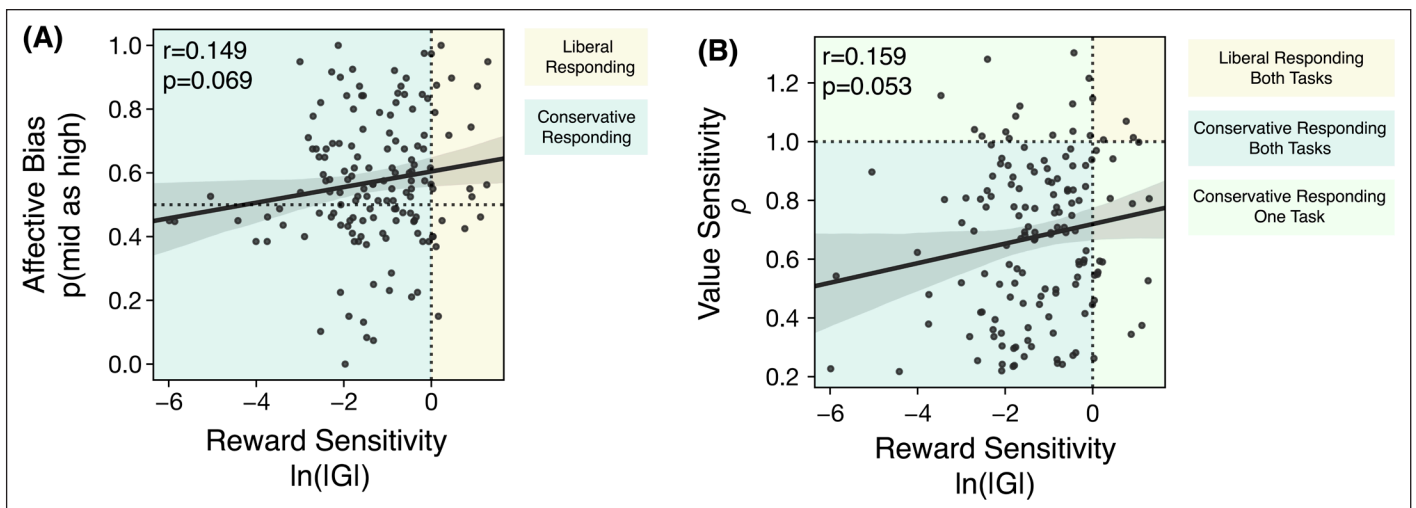 (A)
r=0.149
p=0.069
1.0
0.8
0.6
0.4
0.2
0.0
Affective Bias
p(mid as high)
−6
−4
−2
0
Reward Sensitivity
ln(|G|)
Liberal
Responding
Conservative
Responding
(B)
r=0.159
p=0.053
1.2
1.0
0.8
0.6
0.4
0.2
Value Sensitivity
ρ
−6
−4
−2
0
Reward Sensitivity
ln(|G|)
Liberal Responding
Both Tasks
Conservative Responding
Both Tasks
Conservative Responding
One Task